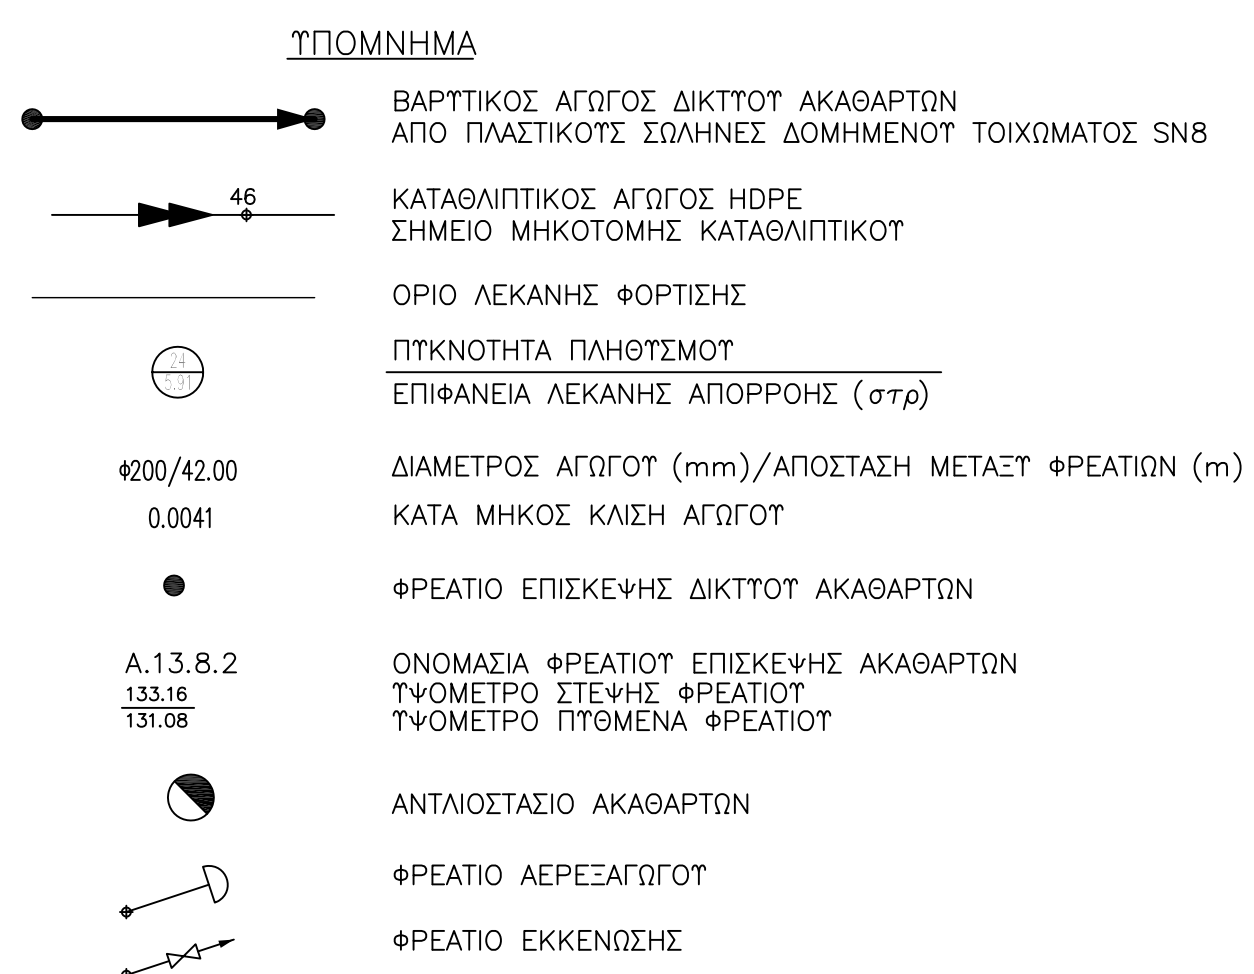 ΥΠΟΜΝΗΜΑ
ΒΑΡΥΤΙΚΟΣ ΑΓΩΓΟΣ ΔΙΚΤΥΟΥ ΑΚΑΘΑΡΤΩΝ
ΑΠΟ ΠΛΑΣΤΙΚΟΥΣ ΣΩΛΗΝΕΣ ΔΟΜΗΜΕΝΟΥ ΤΟΙΧΩΜΑΤΟΣ SN8
46
ΚΑΤΑΘΛΙΠΤΙΚΟΣ ΑΓΩΓΟΣ HDPE
ΣΗΜΕΙΟ ΜΗΚΟΤΟΜΗΣ ΚΑΤΑΘΛΙΠΤΙΚΟΥ
ΟΡΙΟ ΛΕΚΑΝΗΣ ΦΟΡΤΙΣΗΣ
24
5.91
ΠΥΚΝΟΤΗΤΑ ΠΛΗΘΥΣΜΟΥ
ΕΠΙΦΑΝΕΙΑ ΛΕΚΑΝΗΣ ΑΠΟΡΡΟΗΣ (στρ)
Φ200/42.00
ΔΙΑΜΕΤΡΟΣ ΑΓΩΓΟΥ (mm)/ΑΠΟΣΤΑΣΗ ΜΕΤΑΞΥ ΦΡΕΑΤΙΩΝ (m)
0.0041
ΚΑΤΑ ΜΗΚΟΣ ΚΛΙΣΗ ΑΓΩΓΟΥ
ΦΡΕΑΤΙΟ ΕΠΙΣΚΕΨΗΣ ΔΙΚΤΥΟΥ ΑΚΑΘΑΡΤΩΝ
Α.13.8.2
ΟΝΟΜΑΣΙΑ ΦΡΕΑΤΙΟΥ ΕΠΙΣΚΕΨΗΣ ΑΚΑΘΑΡΤΩΝ
133.16
ΥΨΟΜΕΤΡΟ ΣΤΕΨΗΣ ΦΡΕΑΤΙΟΥ
131.08
ΥΨΟΜΕΤΡΟ ΠΥΘΜΕΝΑ ΦΡΕΑΤΙΟΥ
ΑΝΤΛΙΟΣΤΑΣΙΟ ΑΚΑΘΑΡΤΩΝ
ΦΡΕΑΤΙΟ ΑΕΡΕΞΑΓΩΓΟΥ
ΦΡΕΑΤΙΟ ΕΚΚΕΝΩΣΗΣ